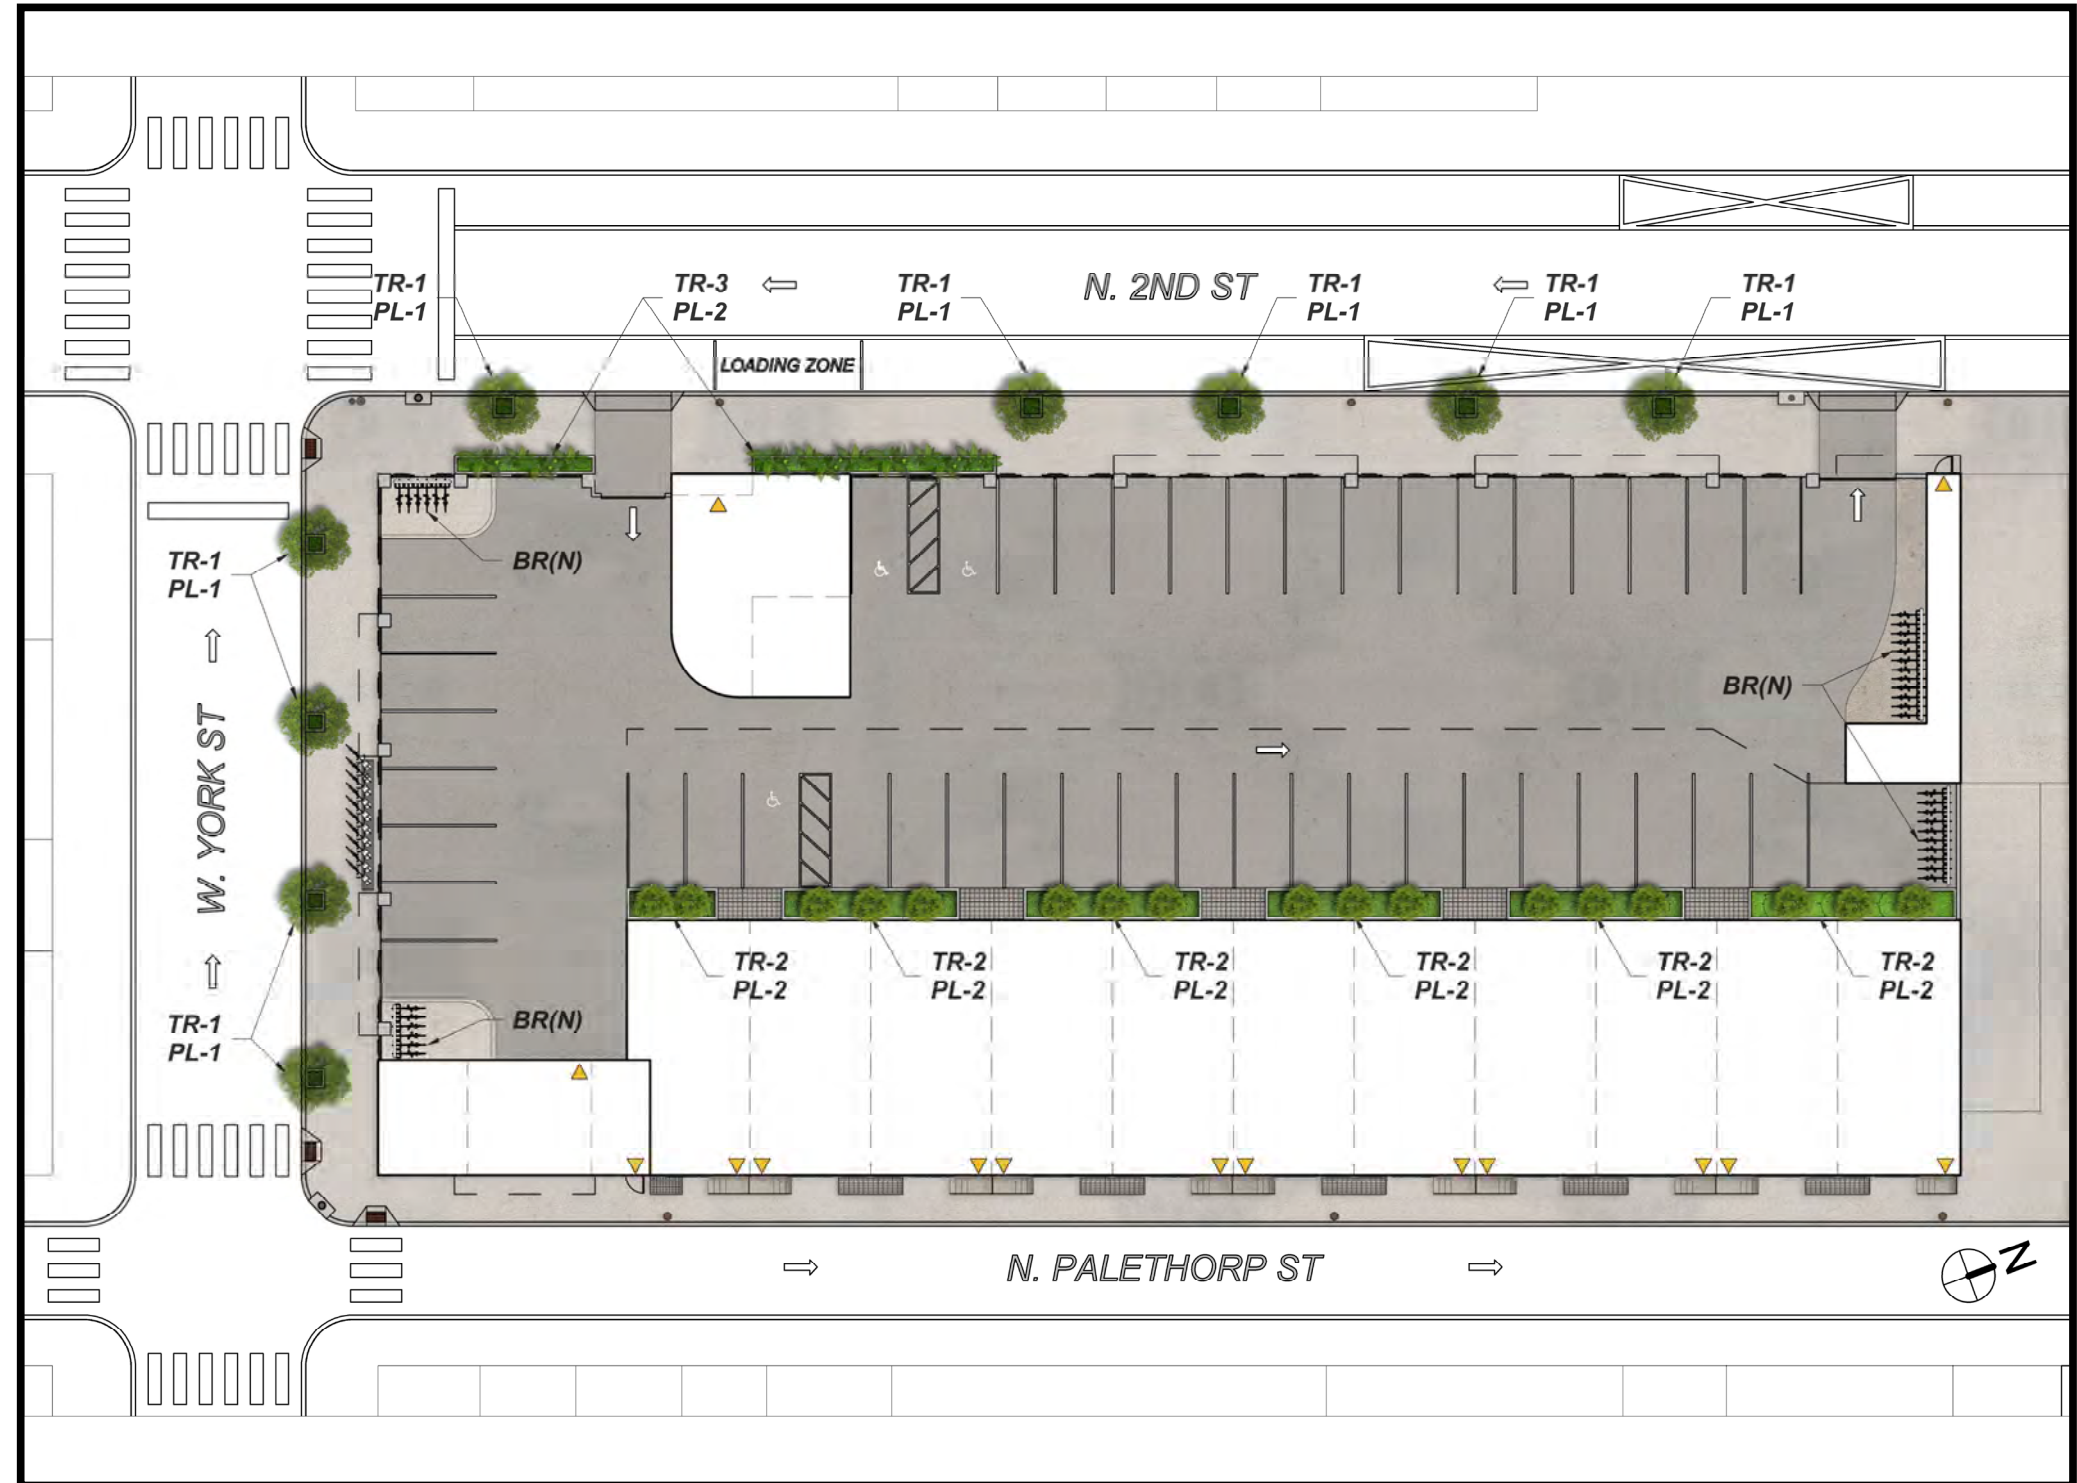 TR-1
PL-1
TR-3
PL-2
TR-1
PL-1
N. 2ND ST
TR-1
PL-1
TR-1
PL-1
TR-1
PL-1
LOADING ZONE
TR-1
PL-1
BR(N)
BR(N)
W. YORK ST
TR-2
PL-2
TR-2
PL-2
TR-2
PL-2
TR-2
PL-2
TR-2
PL-2
TR-2
PL-2
TR-1
PL-1
BR(N)
N. PALETHORP ST
N